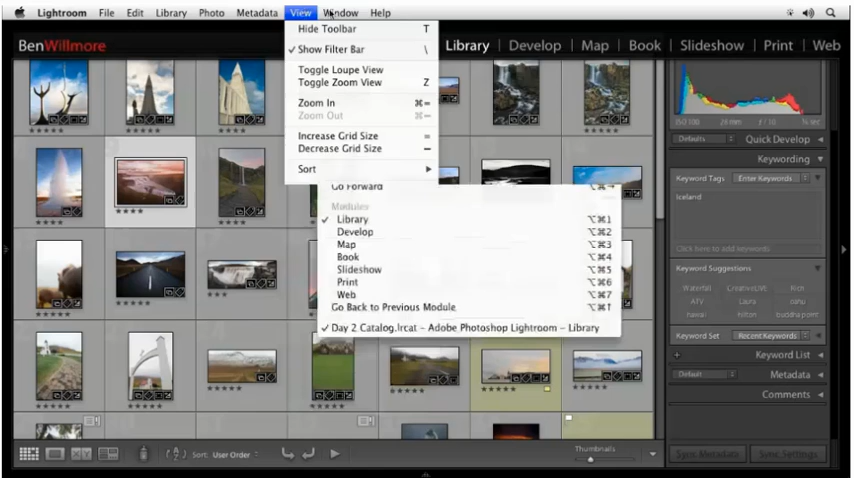 Lightroom File Edit Library Photo Metadata View Window Help
BenWillmore
Library | Develop | Map | Book | Slideshow | Print | Web
Hide Toolbar T
✓ Show Filter Bar \
Toggle Loupe View
Toggle Zoom View Z
Zoom In ⌘=
Zoom Out ⌘−
Increase Grid Size =
Decrease Grid Size −
Sort ▶
Go Forward
Modules
✓ Library ⌥⌘1
Develop ⌥⌘2
Map ⌥⌘3
Book ⌥⌘4
Slideshow ⌥⌘5
Print ⌥⌘6
Web ⌥⌘7
Go Back to Previous Module ⌥⌘↑
✓ Day 2 Catalog.lrcat – Adobe Photoshop Lightroom – Library
ISO 100 28 mm
Defaults Quick Develop
Keywording
Keyword Tags Enter Keywords
Iceland
Click here to add keywords
Keyword Suggestions
Waterfall CreativeLIVE Rich
ATV Laura oahu
hawaii hilton buddha point
Keyword Set Recent Keywords
+ Keyword List
Default Metadata
Comments
Sort: User Order
Thumbnails
Sync Metadata Sync Settings